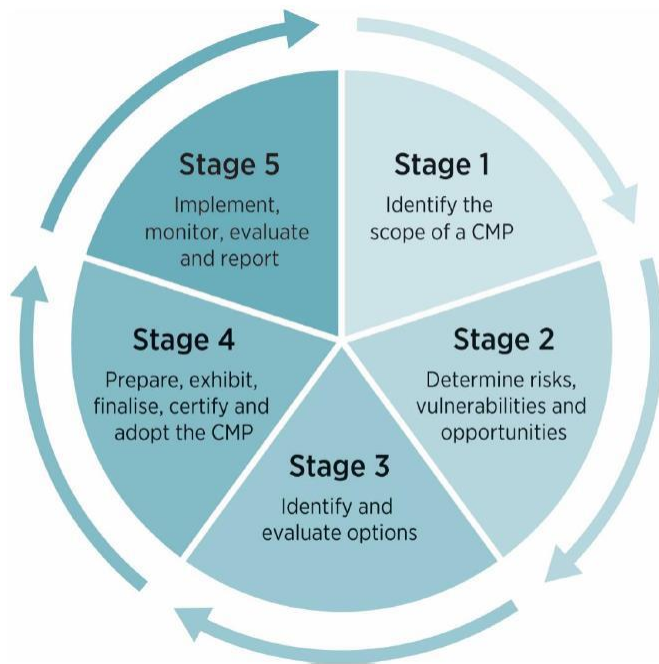 Stage 1
Identify the
scope of a CMP
Stage 2
Determine risks,
vulnerabilities and
opportunities
Stage 3
Identify and
evaluate options
Stage 4
Prepare, exhibit,
finalise, certify and
adopt the CMP
Stage 5
Implement,
monitor, evaluate
and report